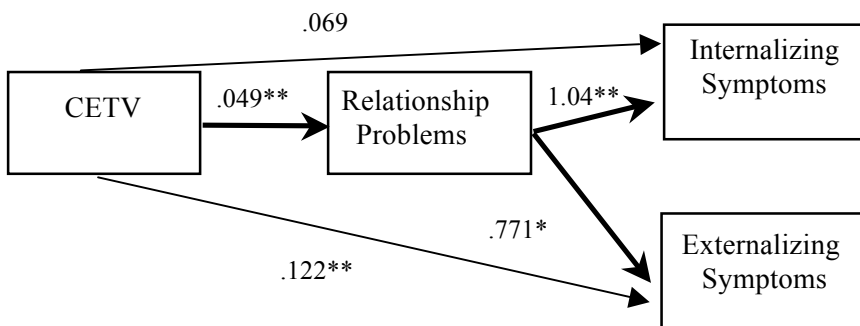 .069
Internalizing
Symptoms
CETV
.049**
Relationship
Problems
1.04**
.771*
Externalizing
Symptoms
.122**